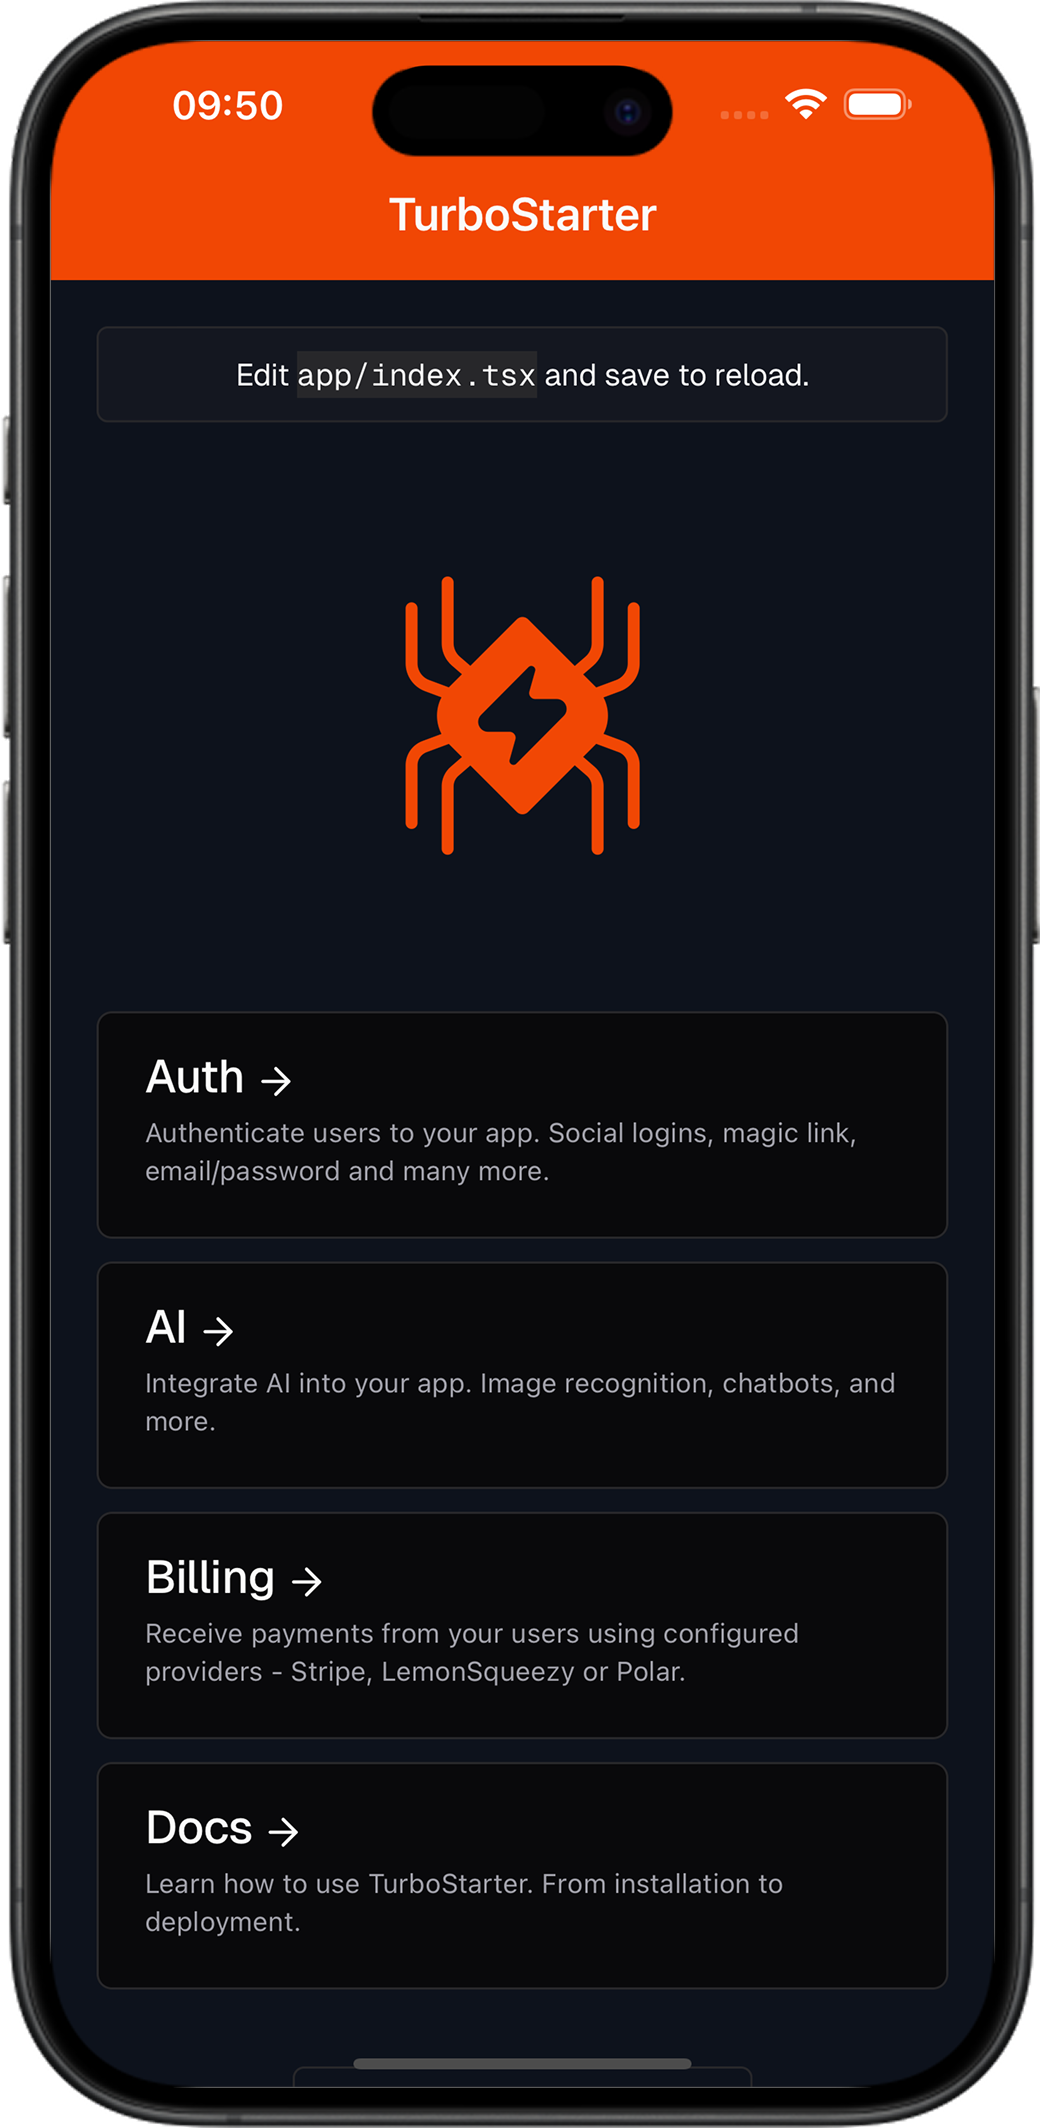 09:50
TurboStarter
Edit app/index.tsx and save to reload.
Auth →
Authenticate users to your app. Social logins, magic link,
email/password and many more.
AI →
Integrate AI into your app. Image recognition, chatbots, and
more.
Billing →
Receive payments from your users using configured
providers - Stripe, LemonSqueezy or Polar.
Docs →
Learn how to use TurboStarter. From installation to
deployment.